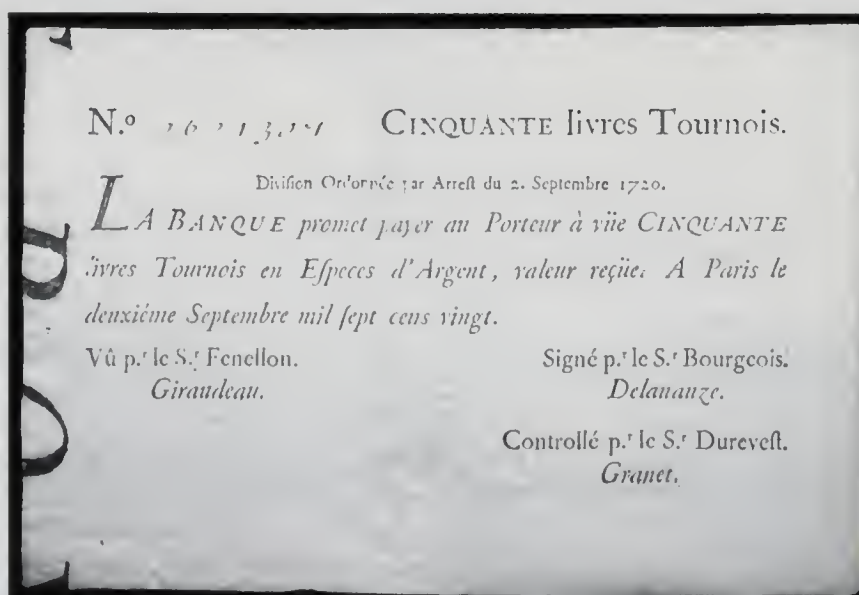 N.º CINQUANTE livres Tournois.
Division Ordonnée par Arrest du 2. Septembre 1720.
LA BANQUE promet payer au Porteur à vüe CINQUANTE
livres Tournois en Eſpeces d'Argent, valeur reçüe. A Paris le
deuxiéme Septembre mil ſept cens vingt.
Vû p.ʳ le S.ʳ Fenellon.
Giraudeau.
Signé p.ʳ le S.ʳ Bourgeois.
Delanauze.
Controllé p.ʳ le S.ʳ Dureveſt.
Granet.